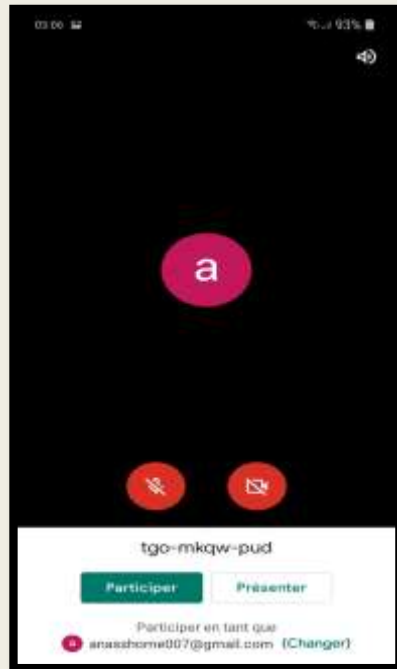 03:00 93%
a
tgo-mkqw-pud
Participer Présenter
Participer en tant que
a anasshome007@gmail.com (Changer)